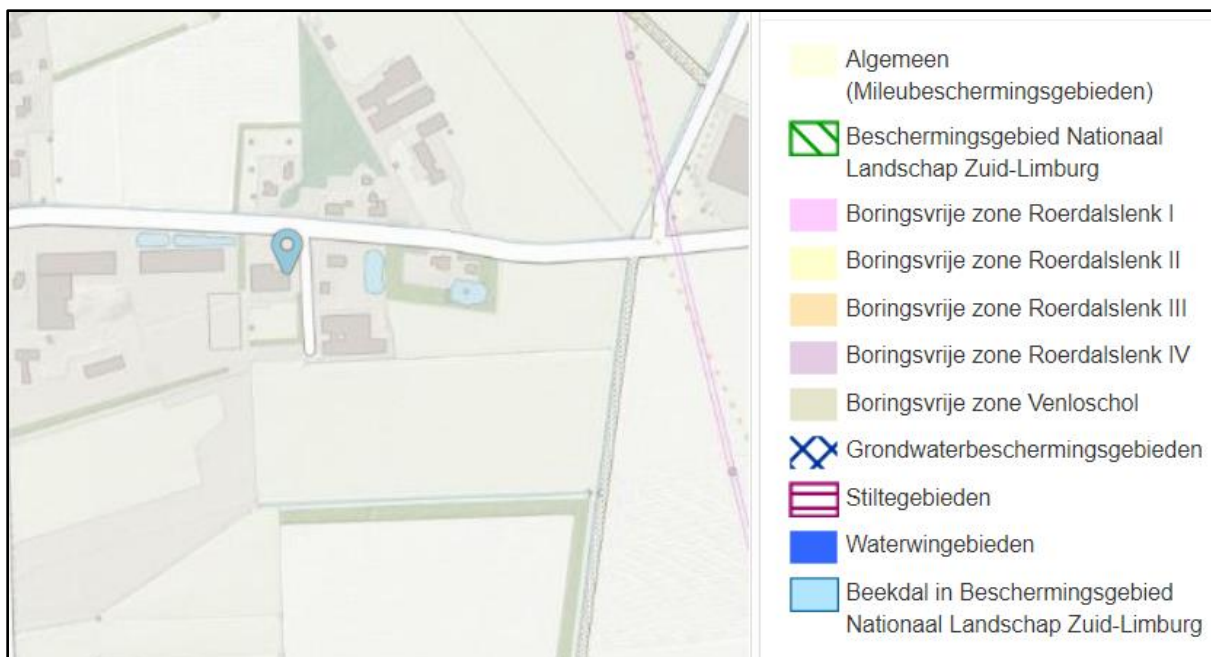 Algemeen
(Mileubeschermingsgebieden)
Beschermingsgebied Nationaal
Landschap Zuid-Limburg
Boringsvrije zone Roerdalslenk I
Boringsvrije zone Roerdalslenk II
Boringsvrije zone Roerdalslenk III
Boringsvrije zone Roerdalslenk IV
Boringsvrije zone Venloschol
Grondwaterbeschermingsgebieden
Stiltegebieden
Waterwingebieden
Beekdal in Beschermingsgebied
Nationaal Landschap Zuid-Limburg